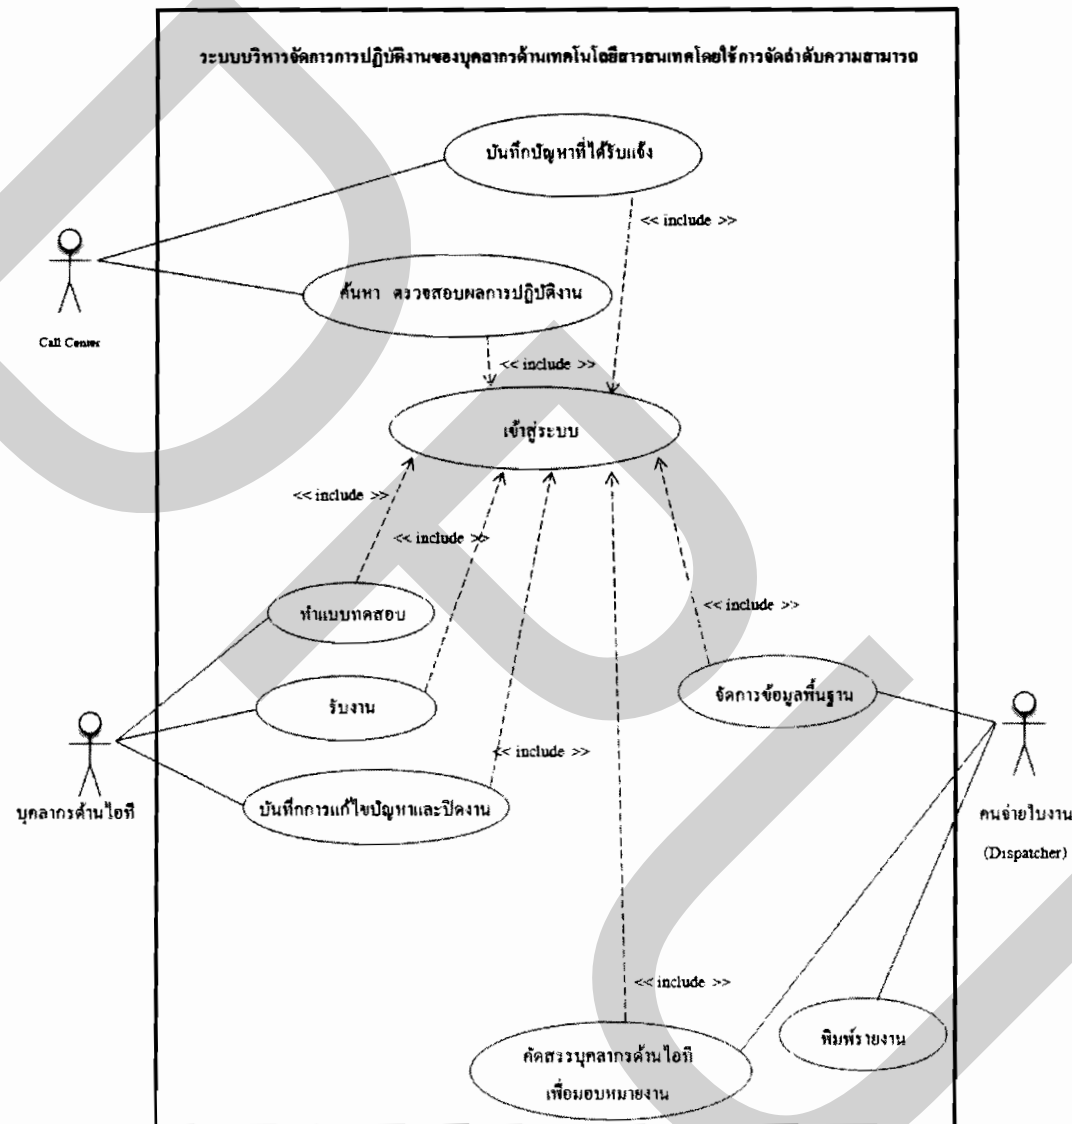 ระบบบริหารจัดการการปฏิบัติงานของบุคลากรด้านเทคโนโลยีสารสนเทศโดยใช้การจัดลำดับความสามารถ
บันทึกปัญหาที่ได้รับแจ้ง
<< include >>
ค้นหา ตรวจสอบผลการปฏิบัติงาน
Call Center
<< include >>
เข้าสู่ระบบ
<< include >>
<< include >>
ทำแบบทดสอบ
<< include >>
จัดการข้อมูลพื้นฐาน
รับงาน
<< include >>
บันทึกการแก้ไขปัญหาและปิดงาน
บุคลากรด้านไอที
คนจ่ายใบงาน
(Dispatcher)
<< include >>
พิมพ์รายงาน
คัดสรรบุคลากรด้านไอที
เพื่อมอบหมายงาน